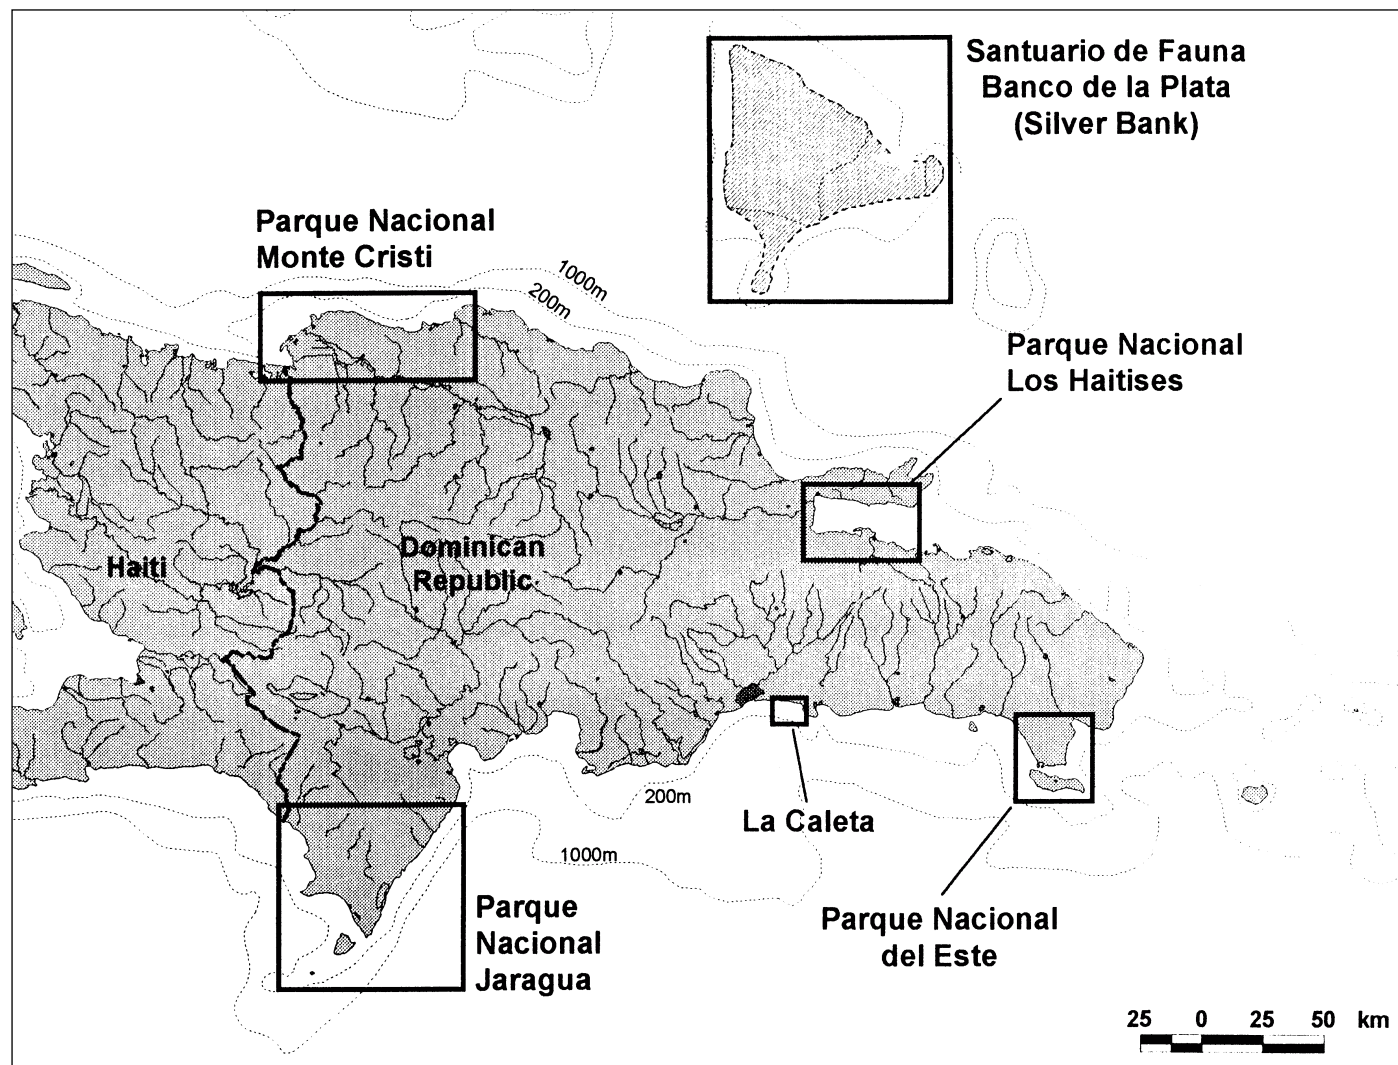 Santuario de Fauna
Banco de la Plata
(Silver Bank)
Parque Nacional
Monte Cristi
1000m
200m
Parque Nacional
Los Haitises
Haiti
Dominican
Republic
200m
La Caleta
1000m
Parque
Nacional
Jaragua
Parque Nacional
del Este
25 0 25 50 km